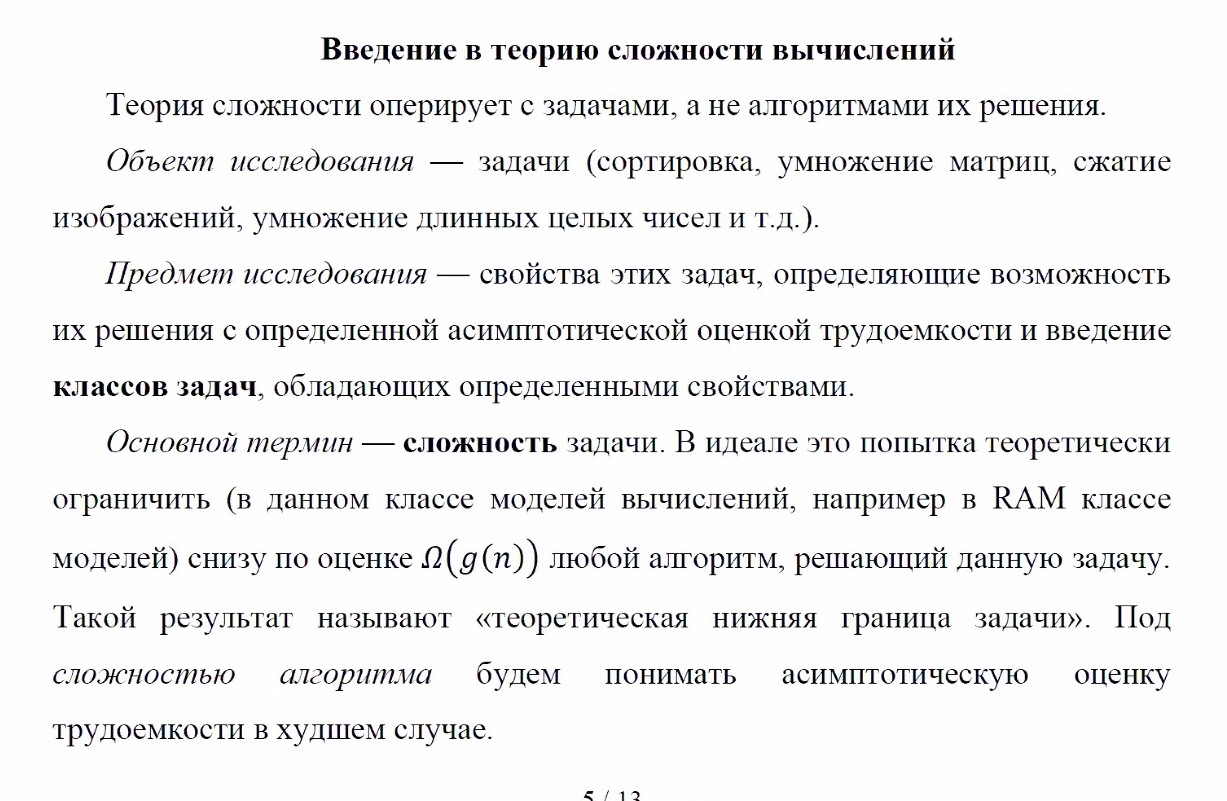 Введение в теорию сложности вычислений
Теория сложности оперирует с задачами, а не алгоритмами их решения.
Объект исследования — задачи (сортировка, умножение матриц, сжатие
изображений, умножение длинных целых чисел и т.д.).
Предмет исследования — свойства этих задач, определяющие возможность
их решения с определенной асимптотической оценкой трудоемкости и введение
классов задач, обладающих определенными свойствами.
Основной термин — сложность задачи. В идеале это попытка теоретически
ограничить (в данном классе моделей вычислений, например в RAM классе
моделей) снизу по оценке Ω(g(n)) любой алгоритм, решающий данную задачу.
Такой результат называют «теоретическая нижняя граница задачи». Под
сложностью алгоритма будем понимать асимптотическую оценку
трудоемкости в худшем случае.
5 / 13